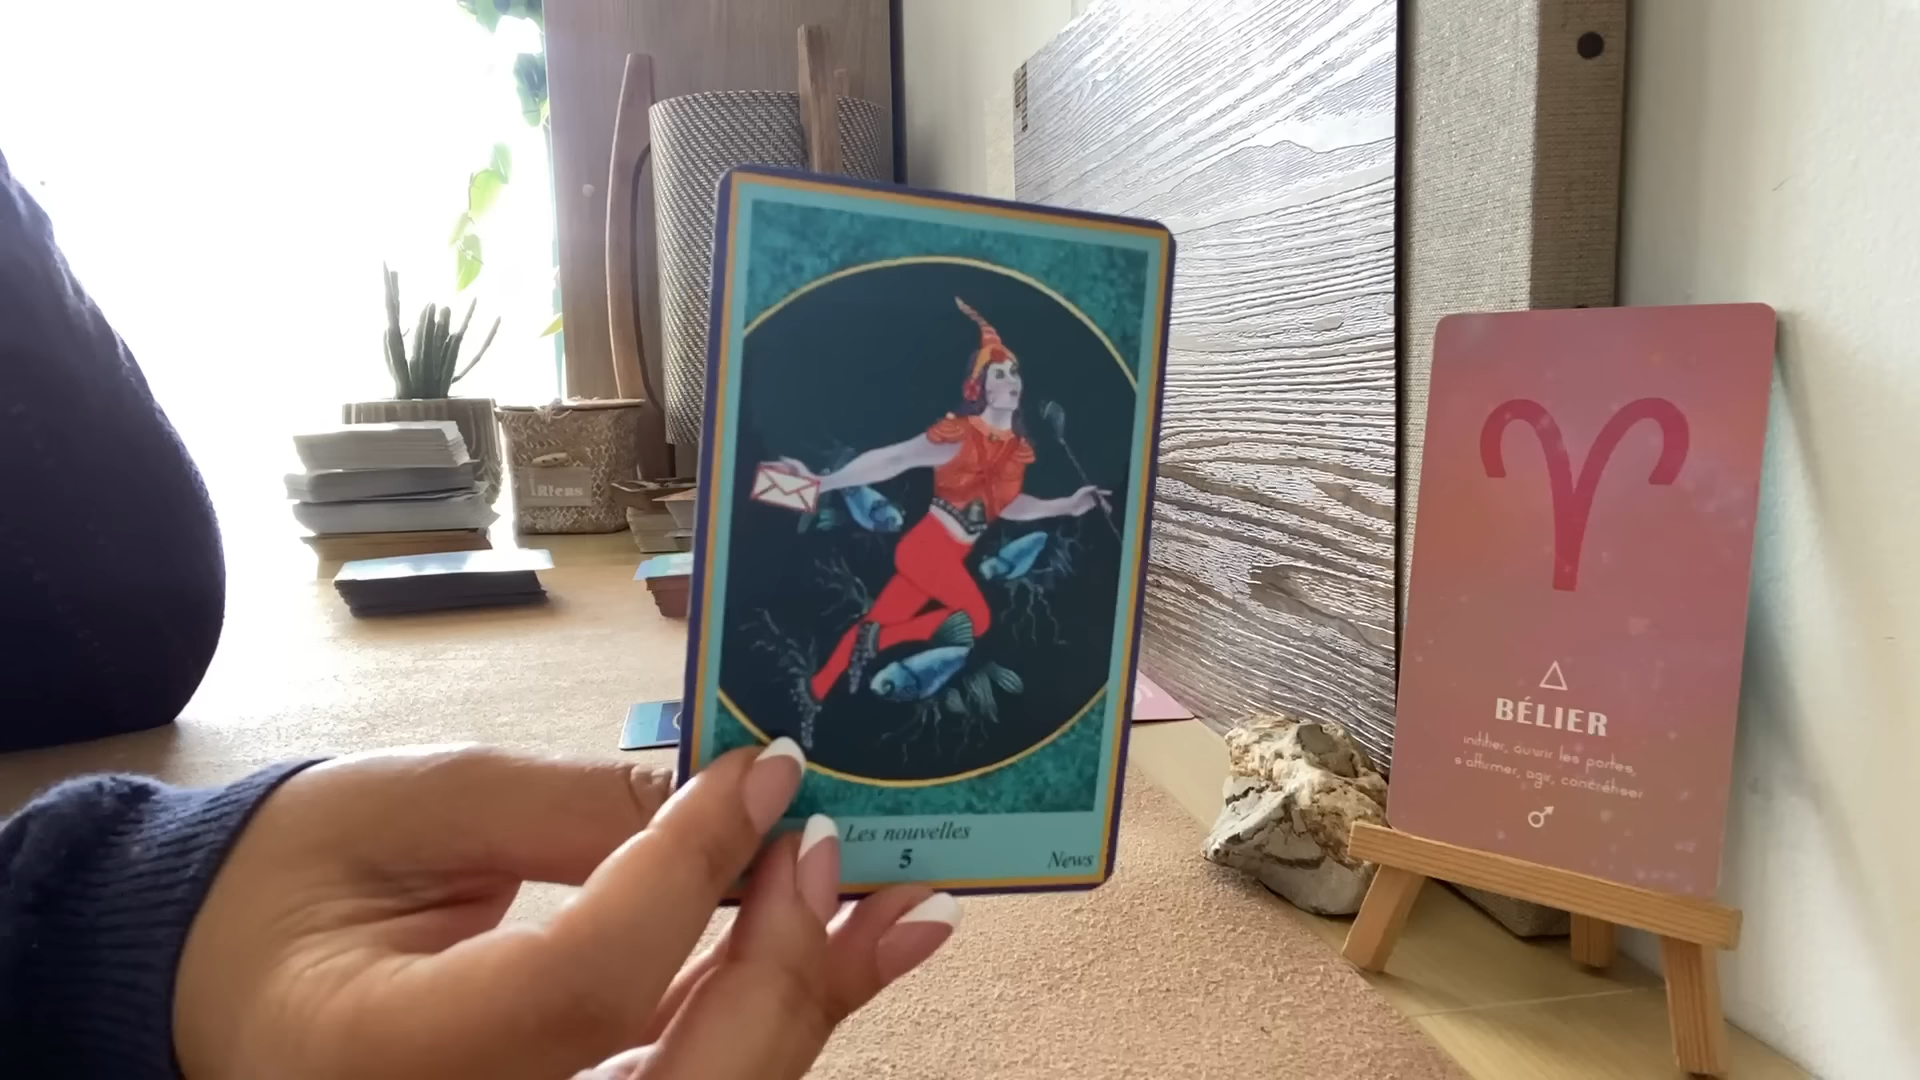 Les nouvelles
5
News
BÉLIER
initier, ouvrir les portes,
s'affirmer, agir, concrétiser